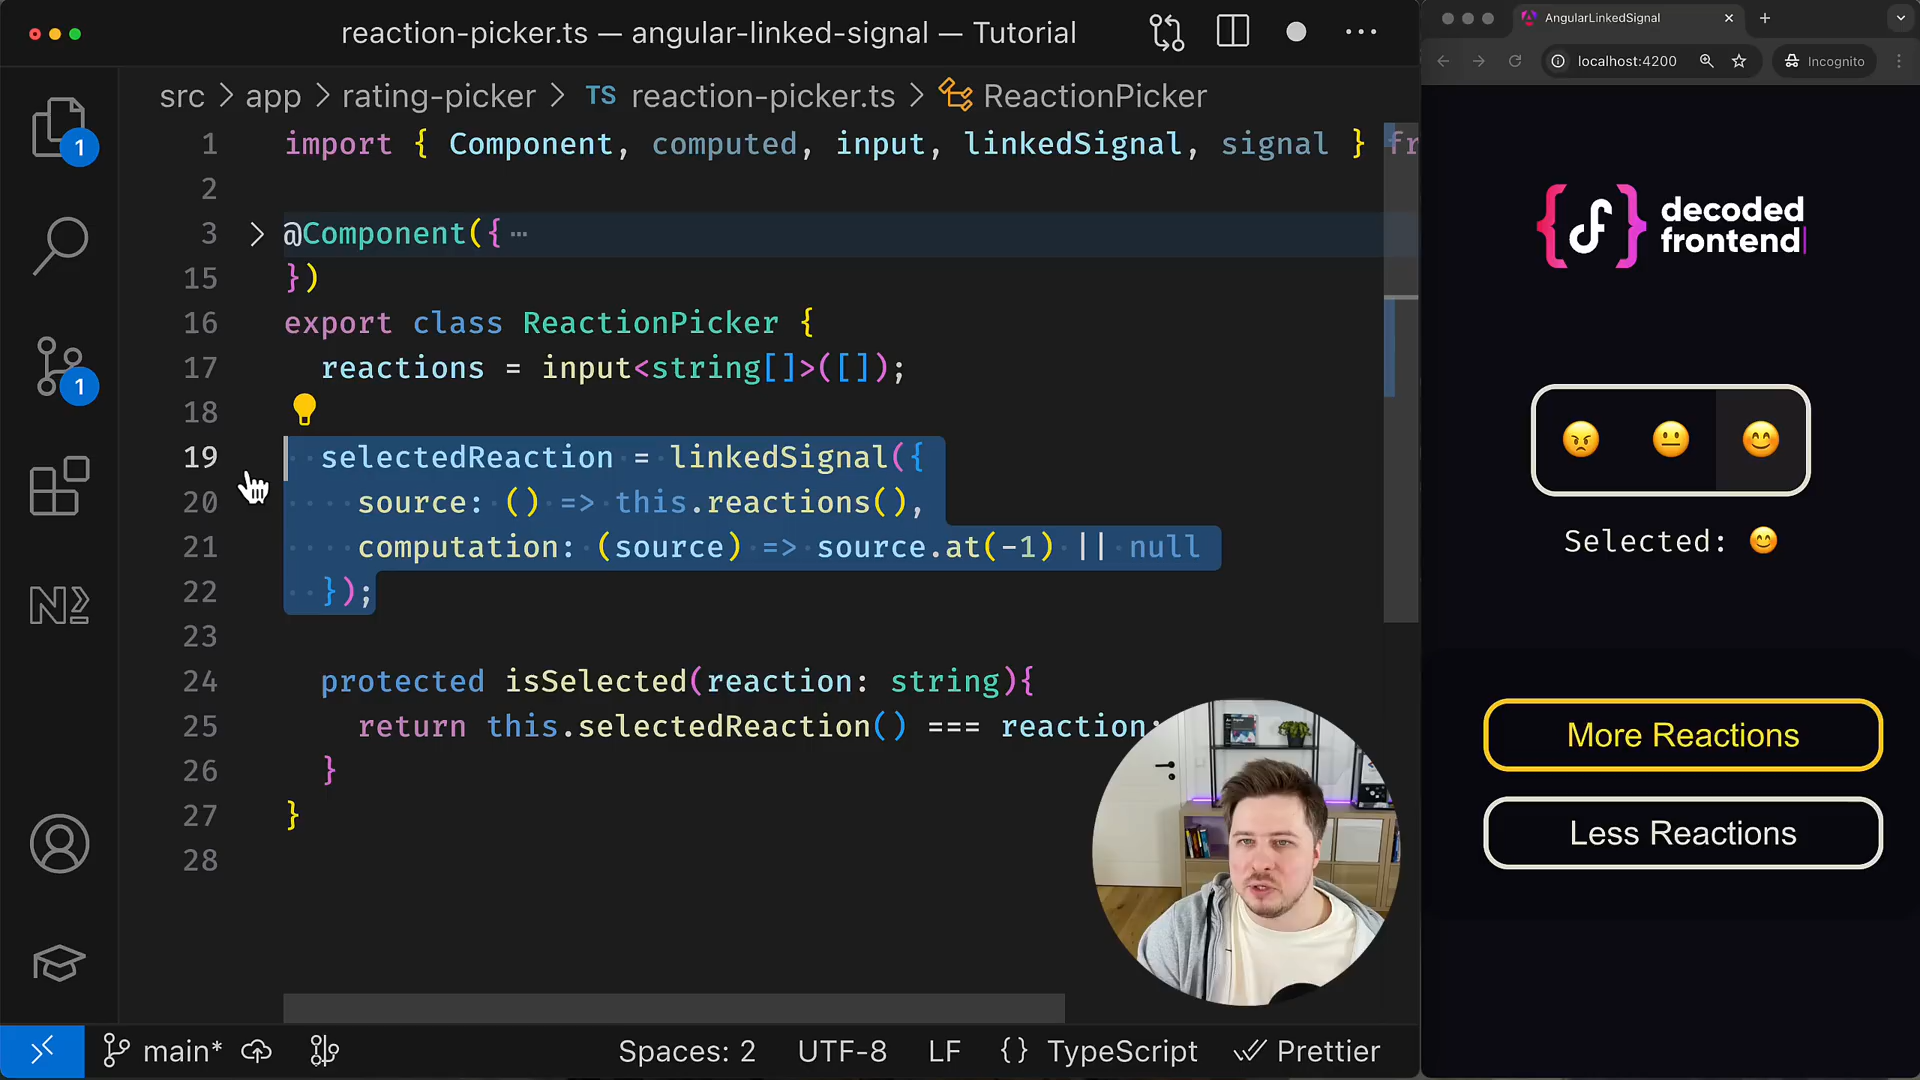 reaction-picker.ts — angular-linked-signal — Tutorial
src > app > rating-picker > TS reaction-picker.ts > ReactionPicker
1 import { Component, computed, input, linkedSignal, signal } fr
2
3 @Component({ ⋯
15 })
16 export class ReactionPicker {
17 reactions = input<string[]>([]);
18
19 selectedReaction = linkedSignal({
20 source: () => this.reactions(),
21 computation: (source) => source.at(-1) || null
22 });
23
24 protected isSelected(reaction: string){
25 return this.selectedReaction() === reaction;
26 }
27 }
28
1
1
main*
Spaces: 2
UTF-8
LF
{} TypeScript
Prettier
AngularLinkedSignal
localhost:4200
Incognito
decoded
frontend
Selected: 😊
More Reactions
Less Reactions